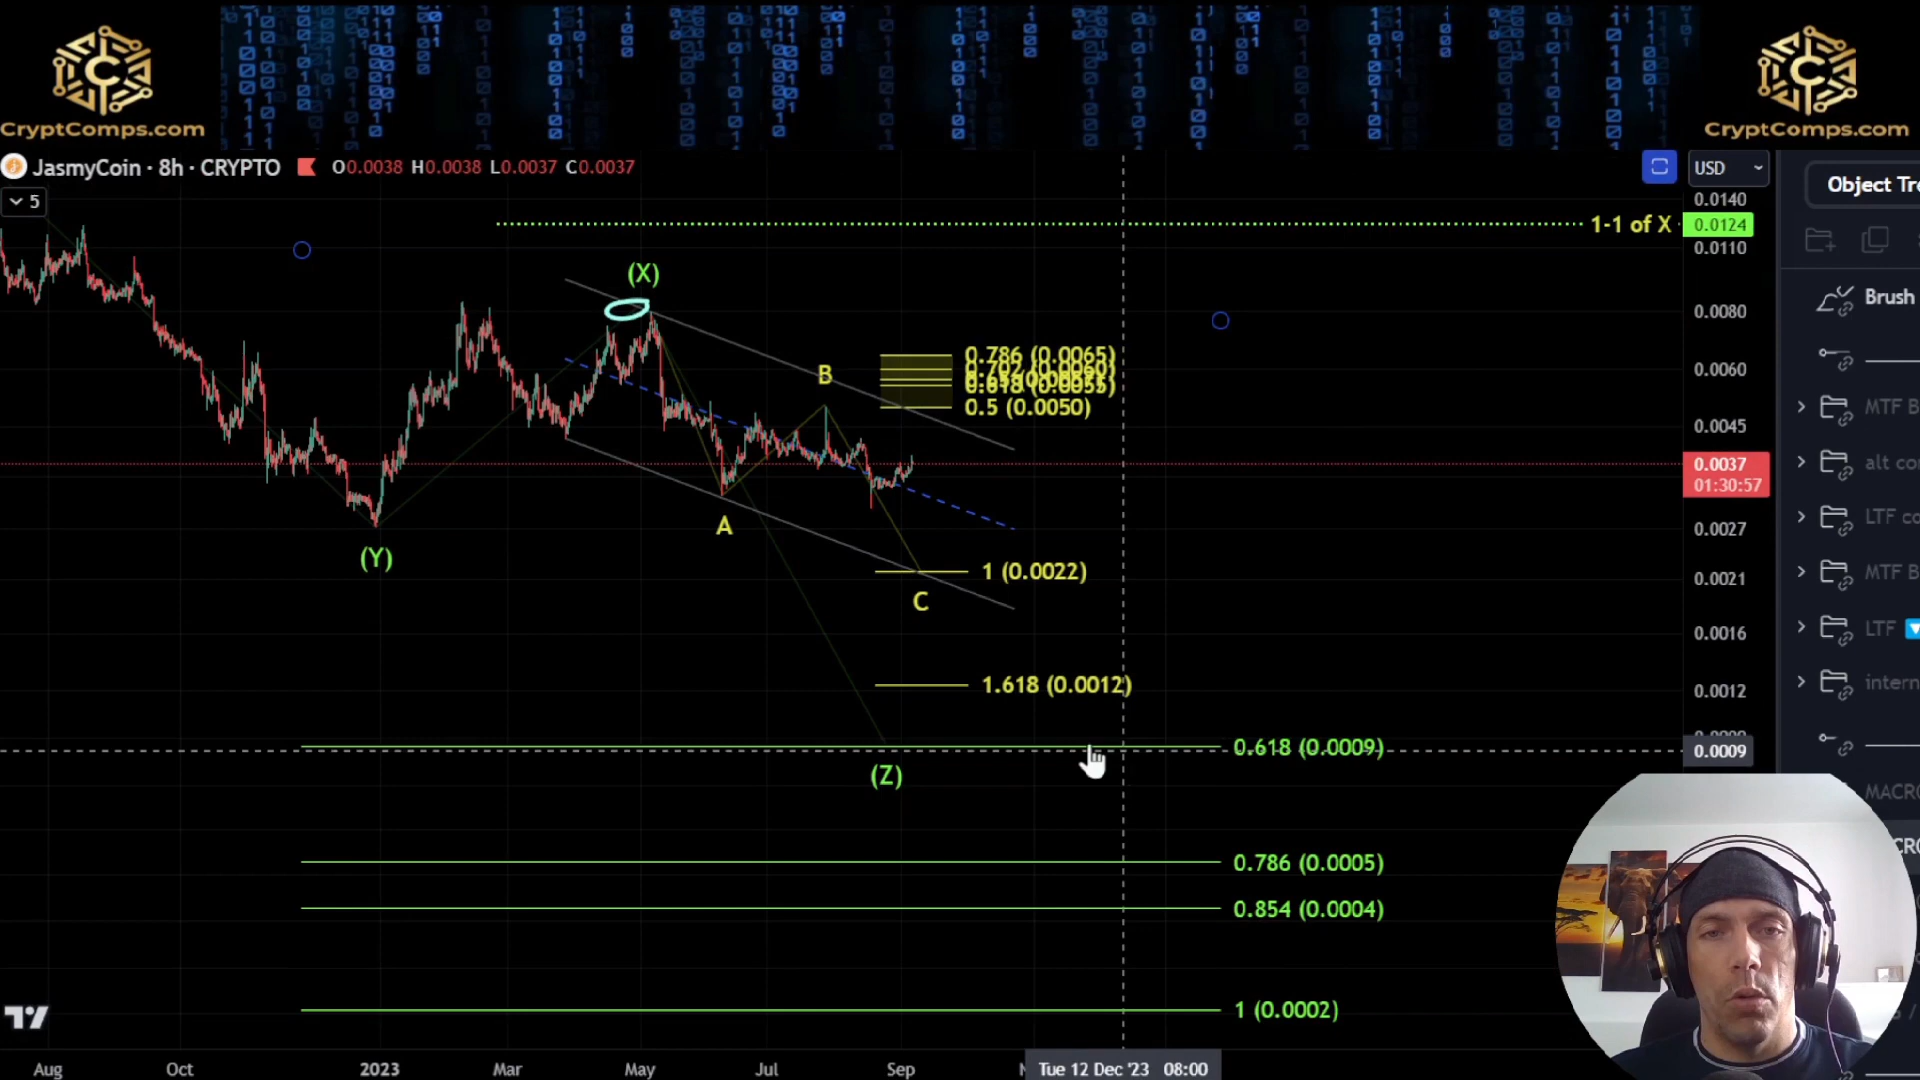 CryptComps.com
CryptComps.com
JasmyCoin · 8h · CRYPTO O0.0038 H0.0038 L0.0037 C0.0037
USD
Object Tre
5
0.0140
1-1 of X
0.0124
0.0110
(X)
Brush
0.0080
0.786 (0.0065)
0.702 (0.0060)
0.618 (0.0055)
0.5 (0.0050)
B
0.0060
MTF B
0.0045
0.0037
01:30:57
alt co
A
LTF co
0.0027
(Y)
1 (0.0022)
MTF B
0.0021
C
LTF
0.0016
1.618 (0.0012)
intern
0.0012
0.618 (0.0009)
0.0009
(Z)
MACRO
0.786 (0.0005)
CRO
0.854 (0.0004)
1 (0.0002)
Aug
Oct
2023
Mar
May
Jul
Sep
Tue 12 Dec '23 08:00